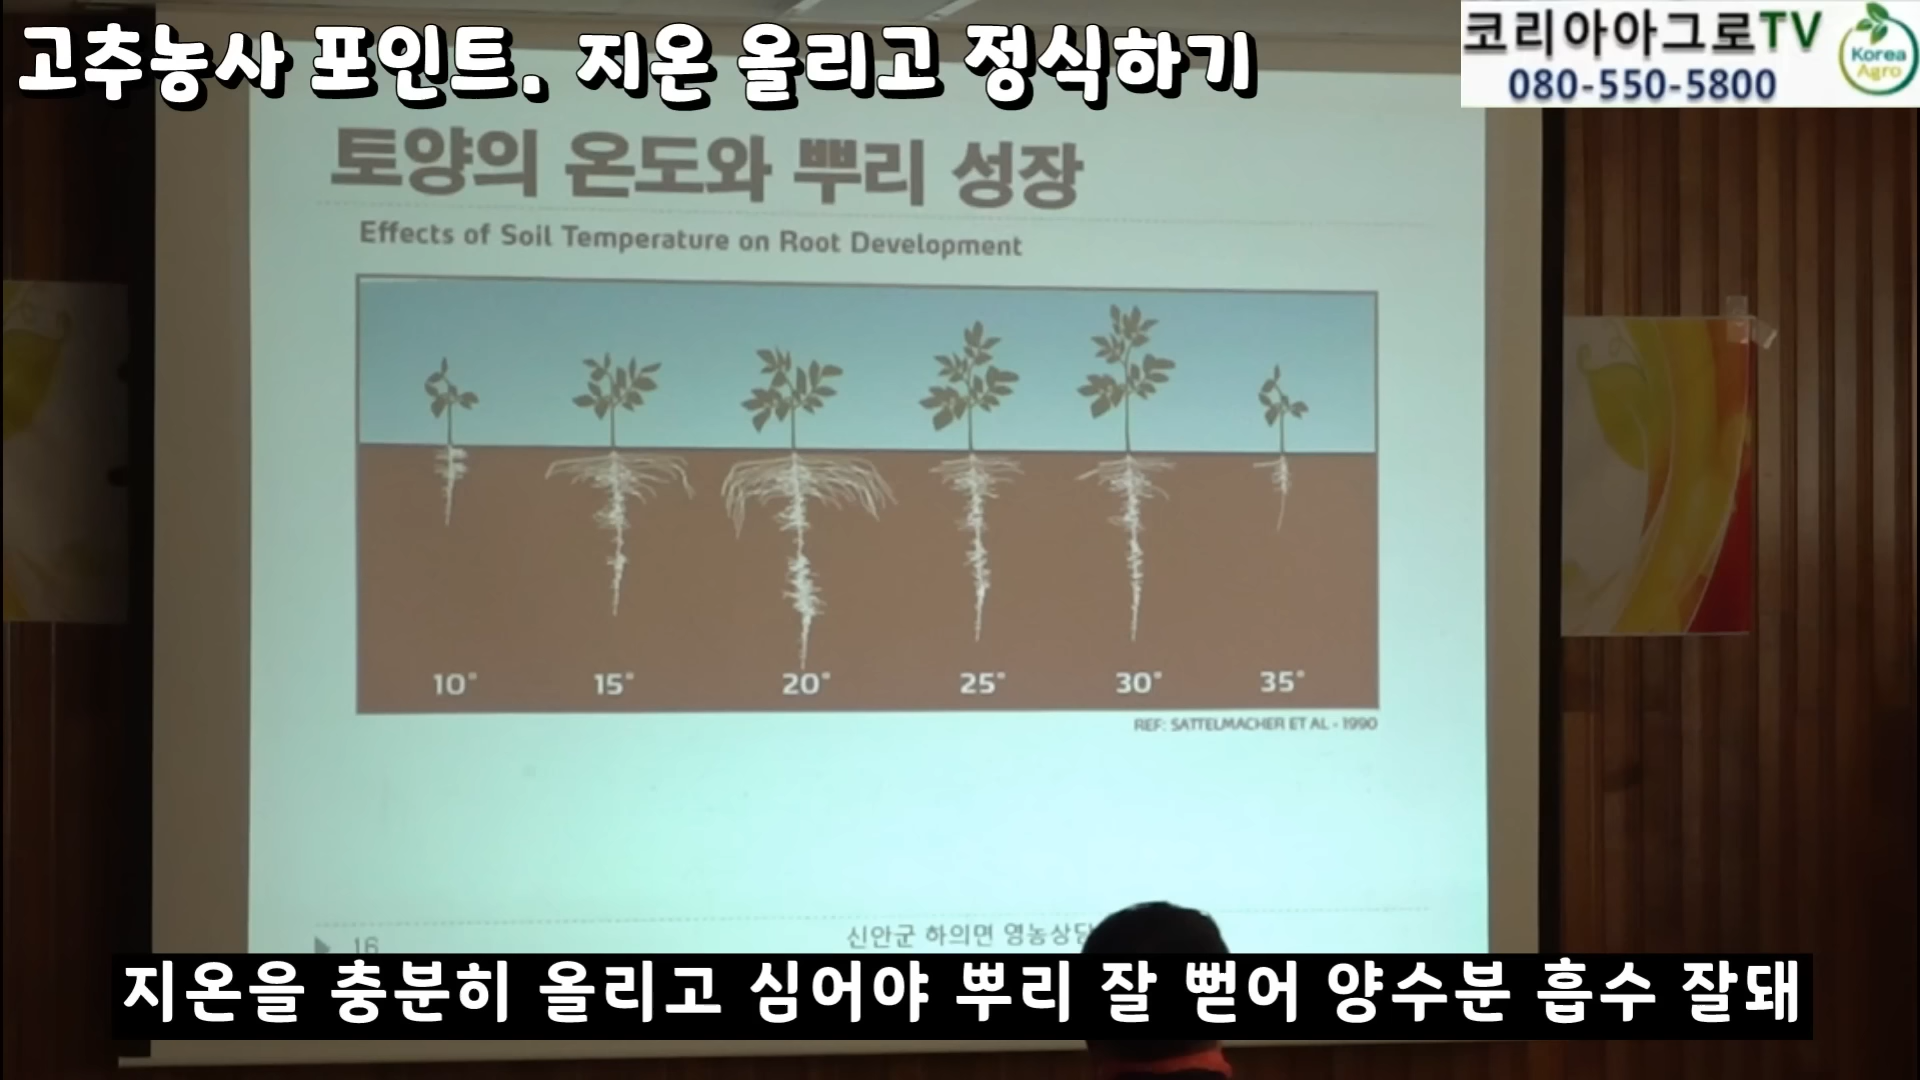 고추농사 포인트. 지온 올리고 정식하기
코리아아그로TV
080-550-5800
Korea
Agro
토양의 온도와 뿌리 성장
Effects of Soil Temperature on Root Development
10° 15° 20° 25° 30° 35°
REF: SATTELMACHER ET AL - 1990
16
신안군 하의면 영농상담
지온을 충분히 올리고 심어야 뿌리 잘 뻗어 양수분 흡수 잘돼